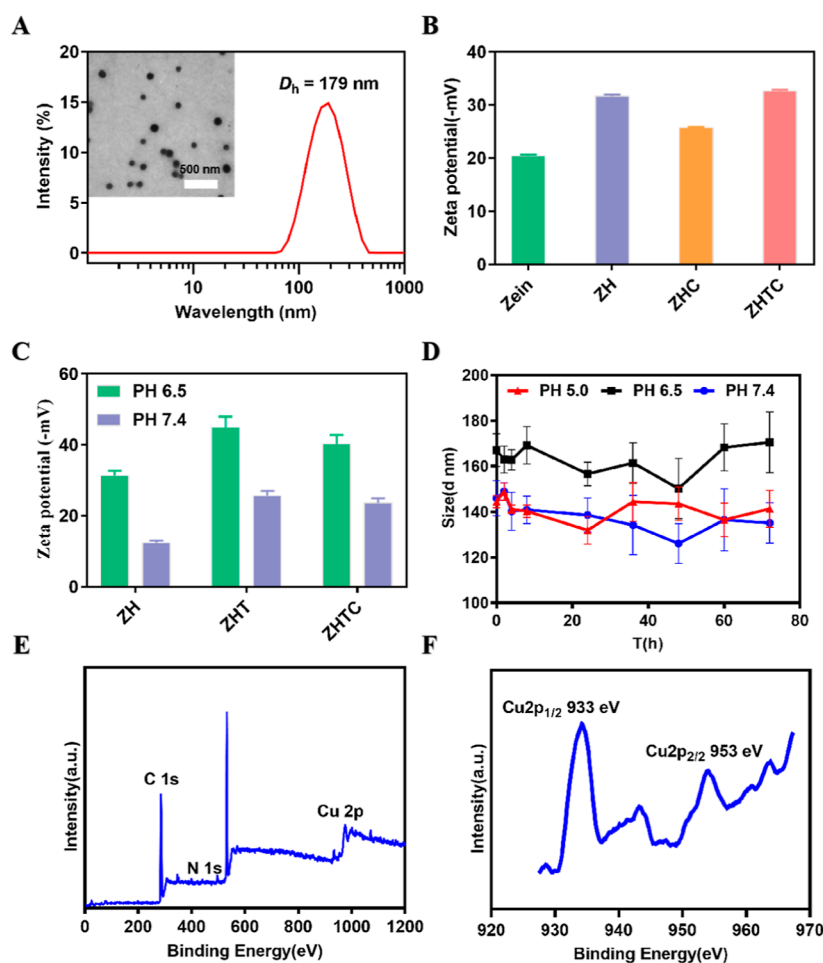 A
Intensity (%)
20
15
10
5
0
500 nm
Dh = 179 nm
10
100
1000
Wavelength (nm)
B
Zeta potential(-mV)
40
30
20
10
0
Zein
ZH
ZHC
ZHTC
C
Zeta potential (-mV)
60
40
20
0
PH 6.5
PH 7.4
ZH
ZHT
ZHTC
D
Size(d nm)
200
180
160
140
120
100
PH 5.0 PH 6.5 PH 7.4
0 20 40 60 80
T(h)
E
Intensity(a.u.)
C 1s
N 1s
Cu 2p
0 200 400 600 800 1000 1200
Binding Energy(eV)
F
Intensity(a.u.)
Cu2p1/2 933 eV
Cu2p2/2 953 eV
920 930 940 950 960 970
Binding Energy(eV)